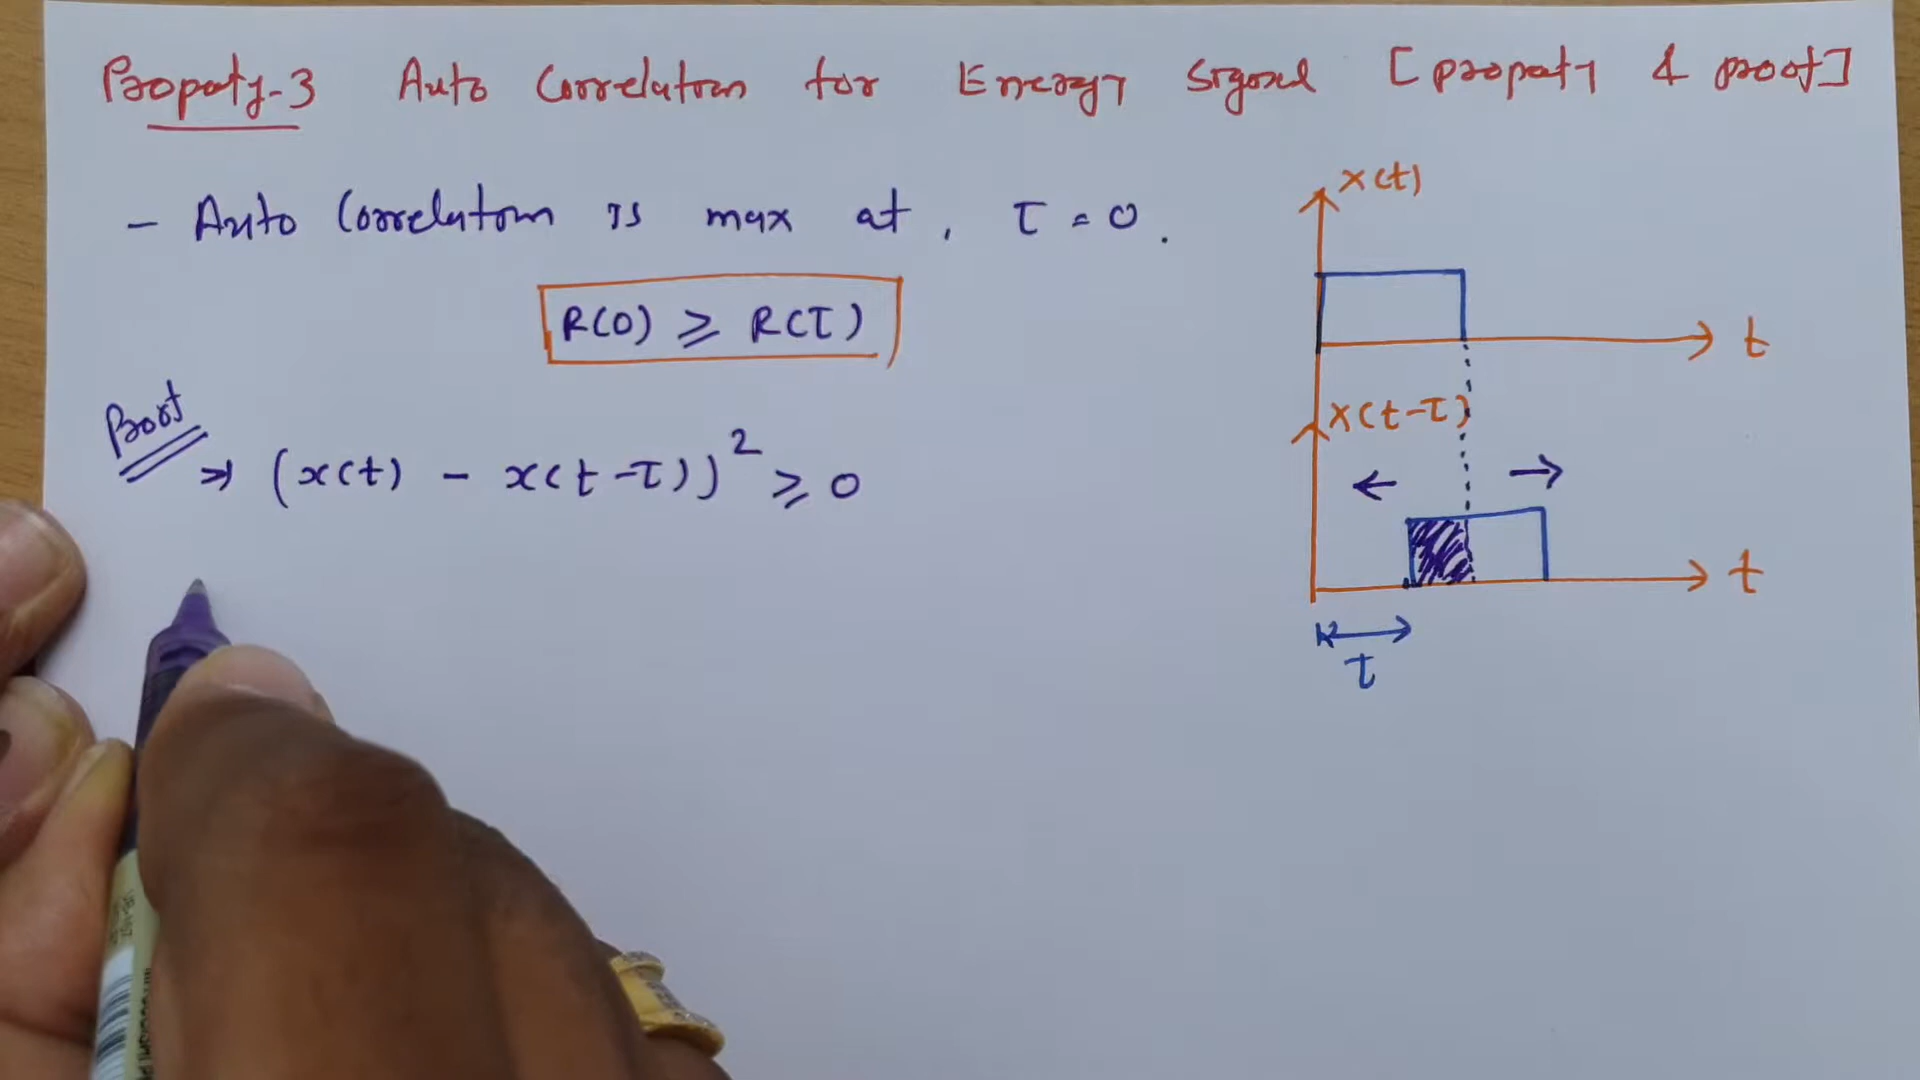 Property-3 Auto Correlation for Energy Signal [property & proof]
- Auto Correlation is max at, τ = 0.
R(0) ⩾ R(τ)
Proof
⇒ (x(t) - x(t-τ))² ⩾ 0
x(t)
t
x(t-τ)
← →
t
τ